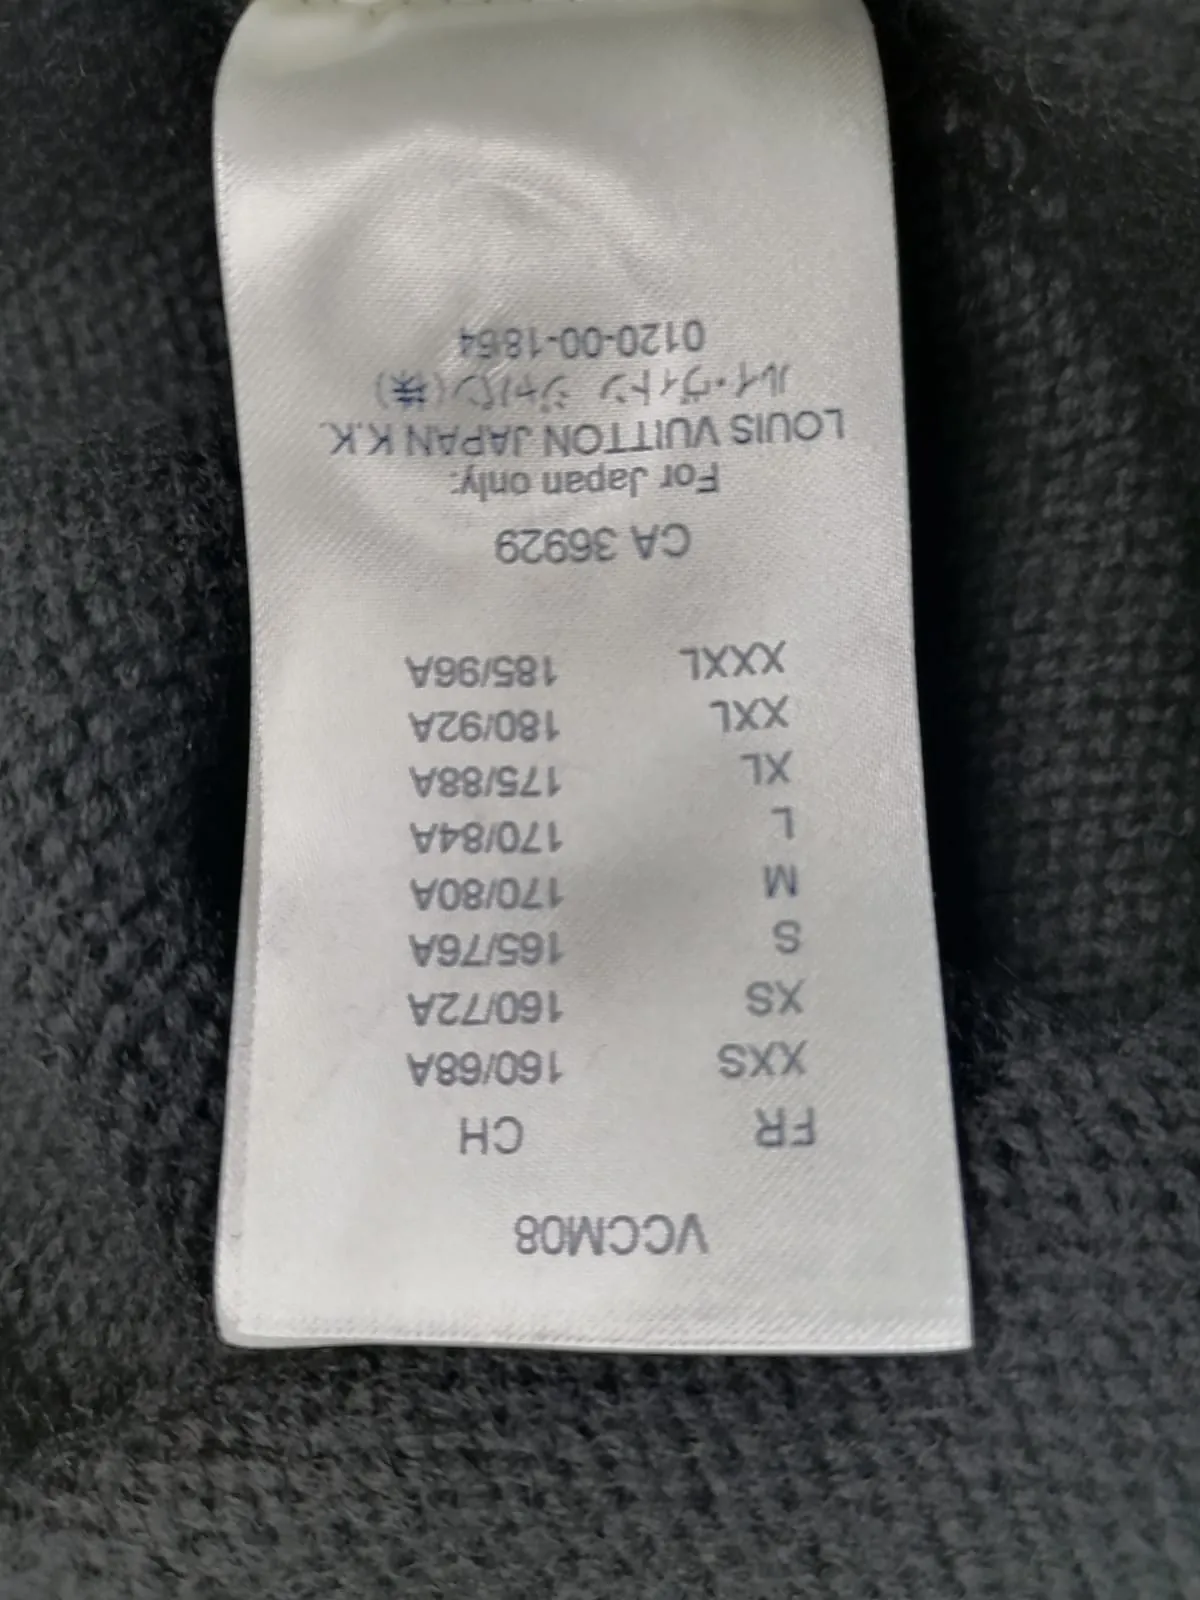 VCCM08
FR CH
XXS 160/68A
XS 160/72A
S 165/76A
M 170/80A
L 170/84A
XL 175/88A
XXL 180/92A
XXXL 185/96A
CA 36929
For Japan only:
LOUIS VUITTON JAPAN K.K.
ルイ・ヴィトン ジャパン(株)
0120-00-1864